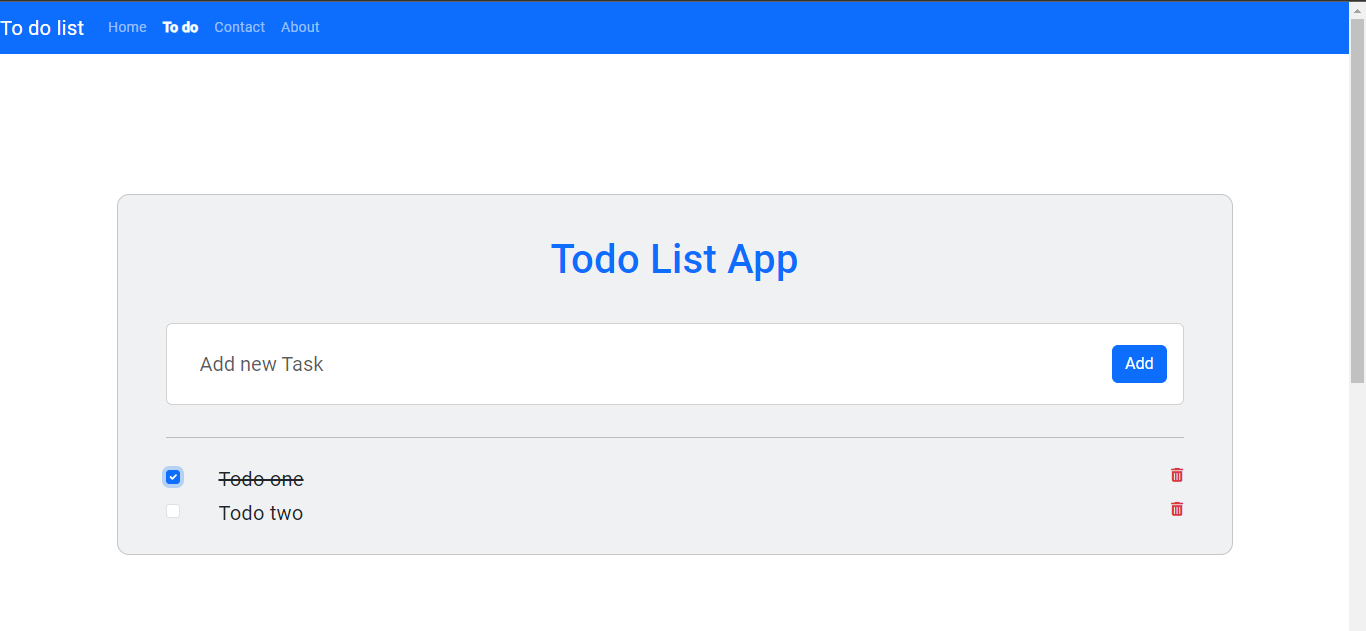 To do list Home To do Contact About
Todo List App
Add new Task Add
Todo one
Todo two